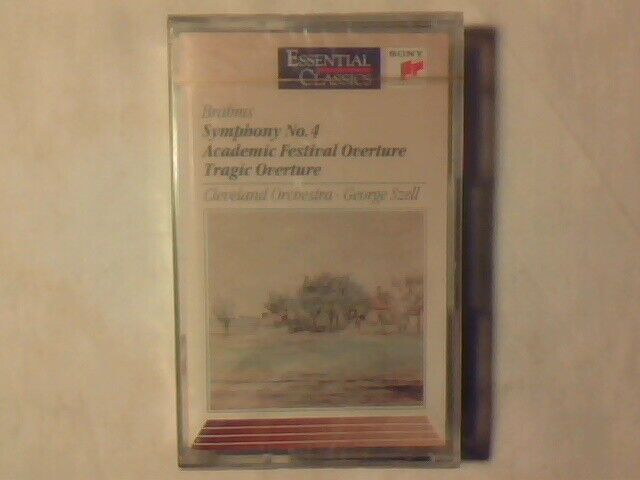 ESSENTIAL
CLASSICS
SONY
Brahms
Symphony No. 4
Academic Festival Overture
Tragic Overture
Cleveland Orchestra · George Szell